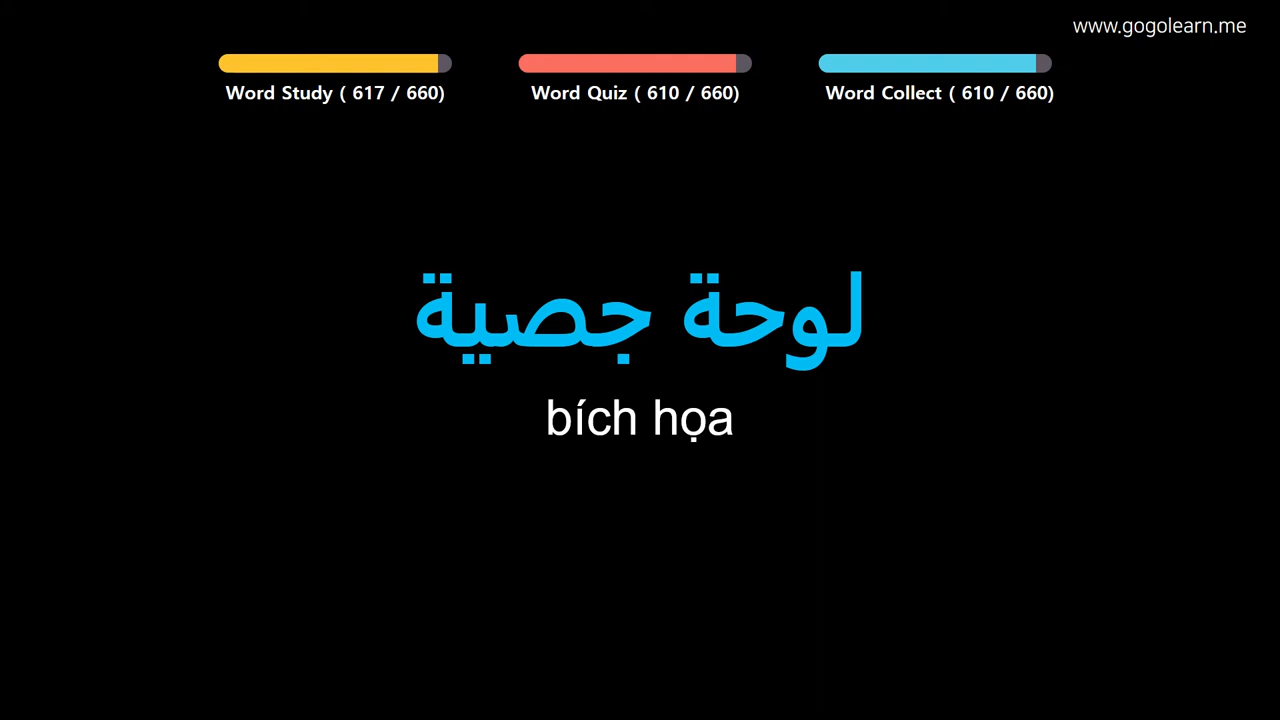 www.gogolearn.me
Word Study ( 617 / 660)
Word Quiz ( 610 / 660)
Word Collect ( 610 / 660)
لوحة جصية
bích họa